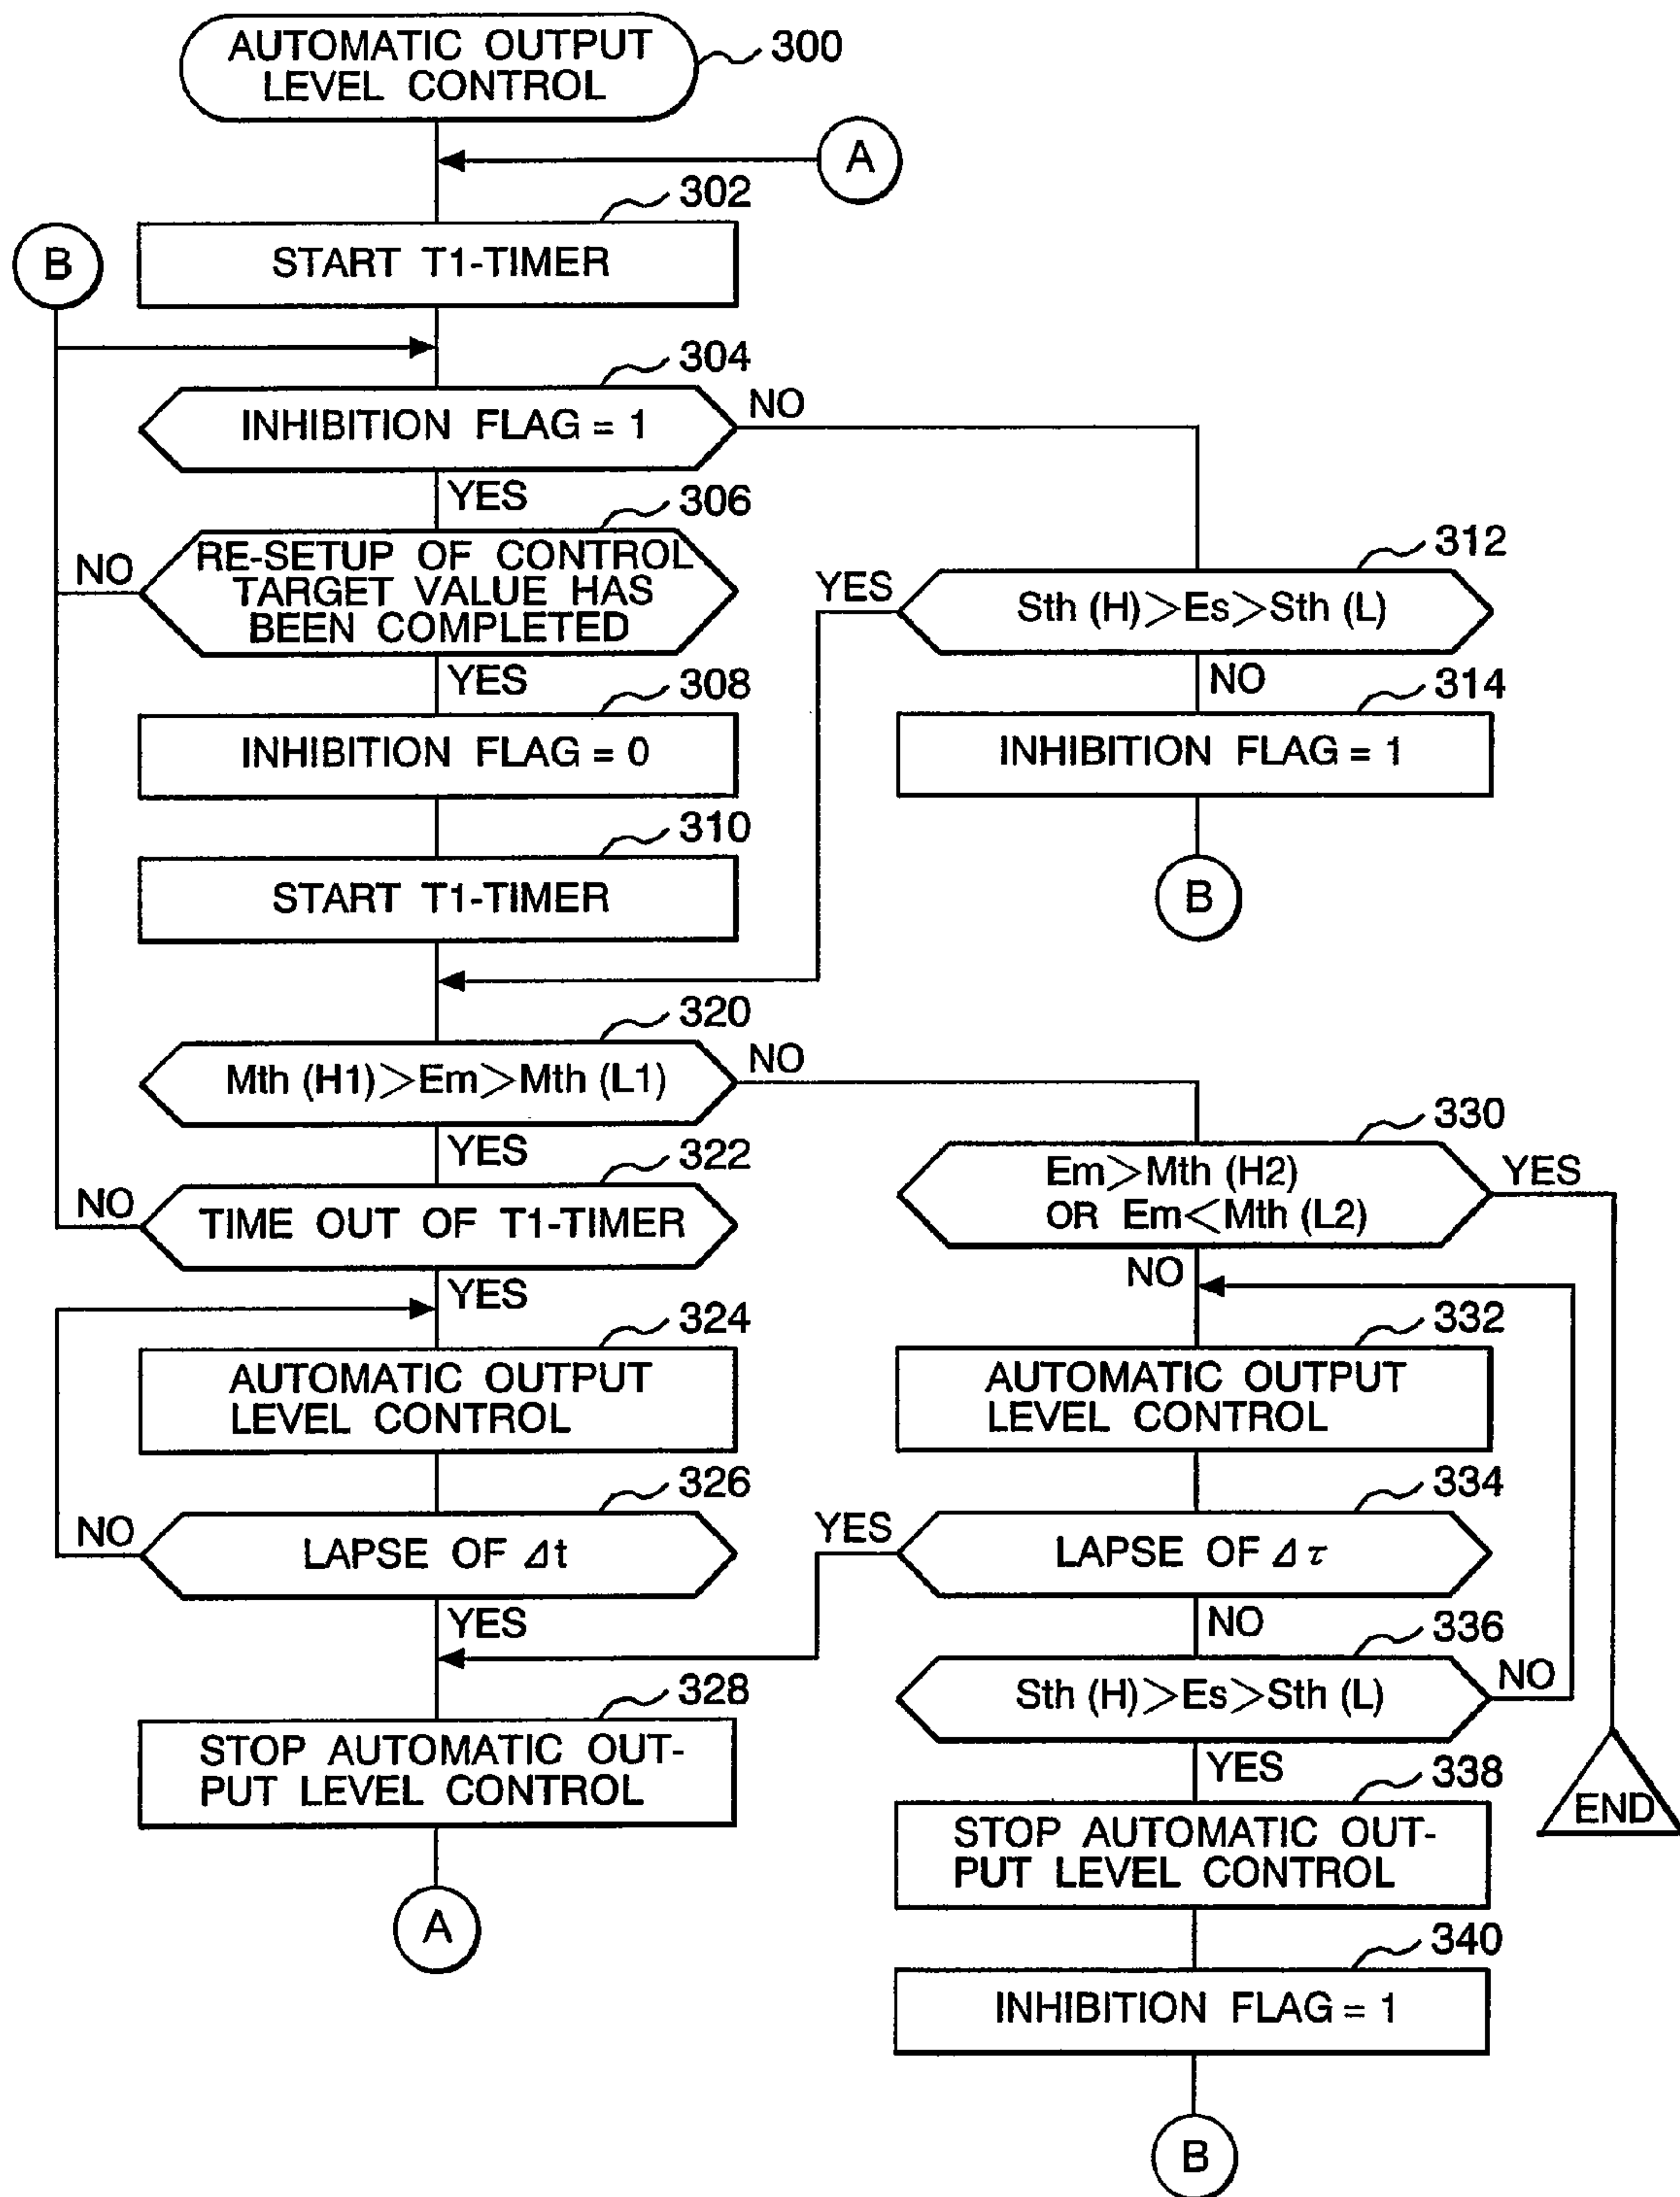 AUTOMATIC OUTPUT
LEVEL CONTROL
300
A
302
B
START T1-TIMER
304
INHIBITION FLAG = 1
NO
YES
306
RE-SETUP OF CONTROL
TARGET VALUE HAS
BEEN COMPLETED
NO
YES
312
Sth (H)>Es>Sth (L)
YES
NO
308
INHIBITION FLAG = 0
314
INHIBITION FLAG = 1
310
START T1-TIMER
B
320
Mth (H1)>Em>Mth (L1)
NO
YES
322
TIME OUT OF T1-TIMER
NO
YES
330
Em>Mth (H2)
OR Em<Mth (L2)
YES
NO
324
AUTOMATIC OUTPUT
LEVEL CONTROL
332
AUTOMATIC OUTPUT
LEVEL CONTROL
326
LAPSE OF Δt
NO
YES
334
LAPSE OF Δτ
YES
NO
336
Sth (H)>Es>Sth (L)
NO
YES
328
STOP AUTOMATIC OUT-
PUT LEVEL CONTROL
338
STOP AUTOMATIC OUT-
PUT LEVEL CONTROL
END
A
340
INHIBITION FLAG = 1
B